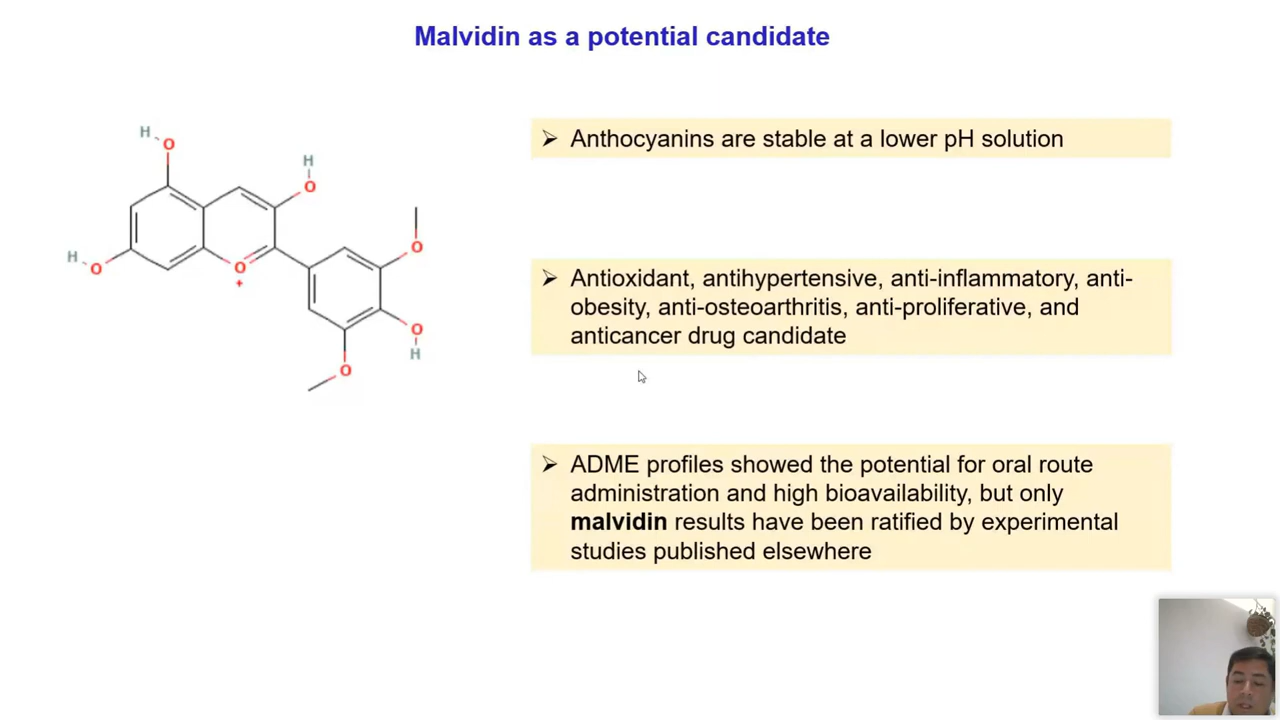 Malvidin as a potential candidate
H
O
H
O
H
O
O
+
O
O
H
O
➢ Anthocyanins are stable at a lower pH solution
➢ Antioxidant, antihypertensive, anti-inflammatory, anti-
obesity, anti-osteoarthritis, anti-proliferative, and
anticancer drug candidate
➢ ADME profiles showed the potential for oral route
administration and high bioavailability, but only
malvidin results have been ratified by experimental
studies published elsewhere